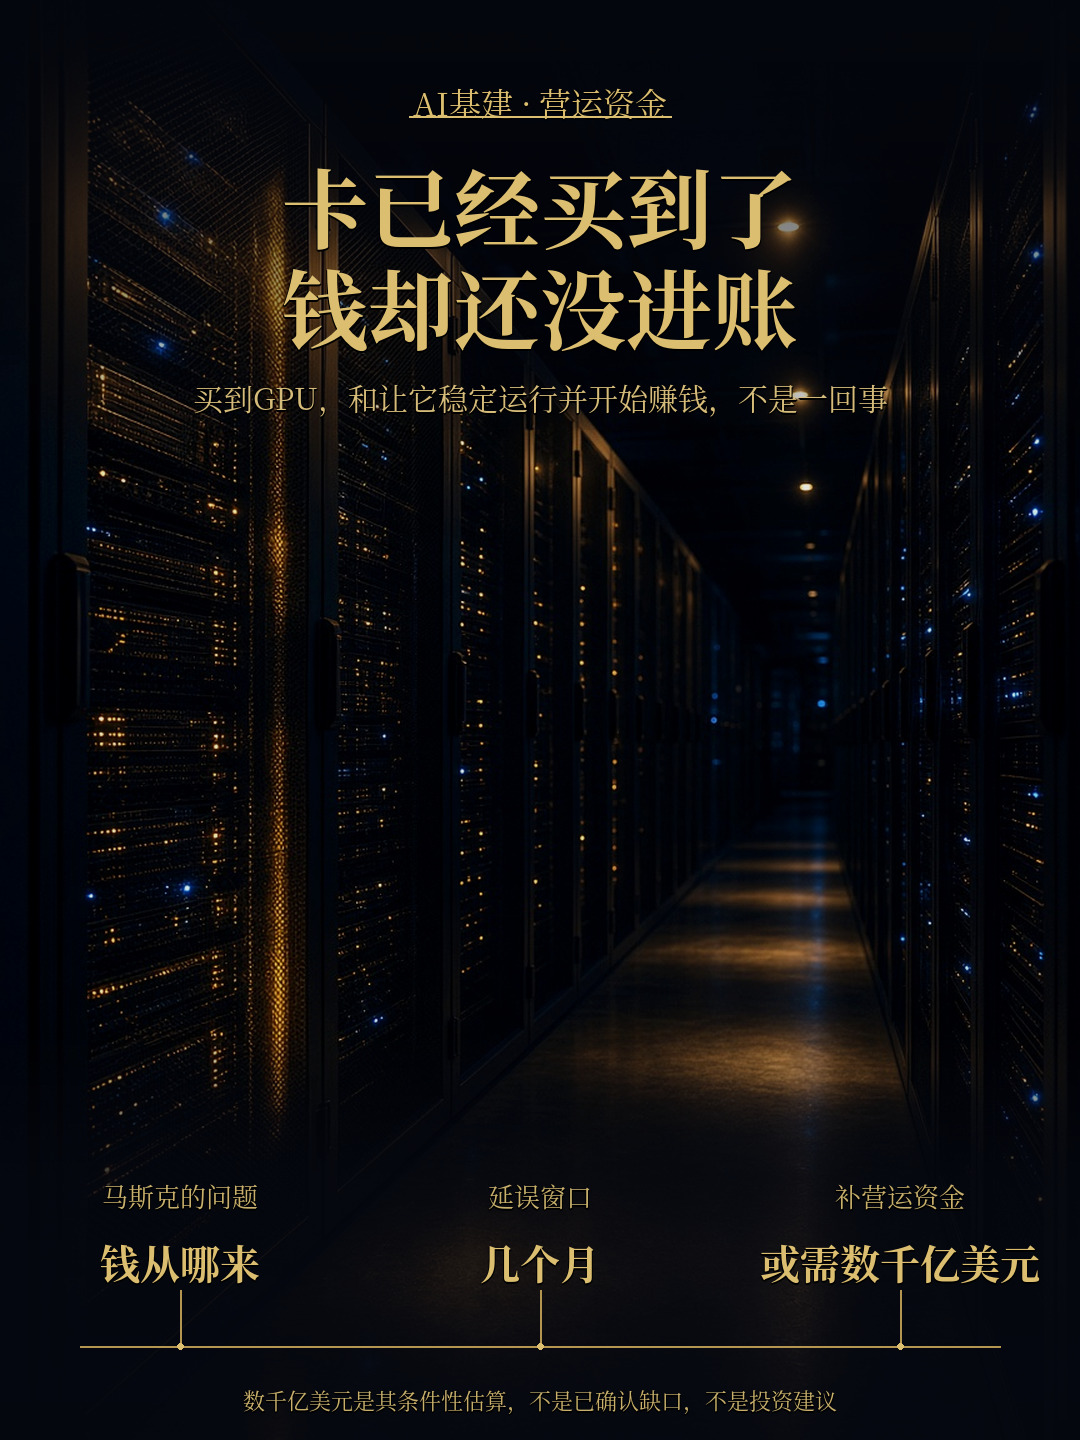 AI基建 · 营运资金
卡已经买到了
钱却还没进账
买到GPU，和让它稳定运行并开始赚钱，不是一回事
马斯克的问题
延误窗口
补营运资金
钱从哪来
几个月
或需数千亿美元
数千亿美元是其条件性估算，不是已确认缺口，不是投资建议